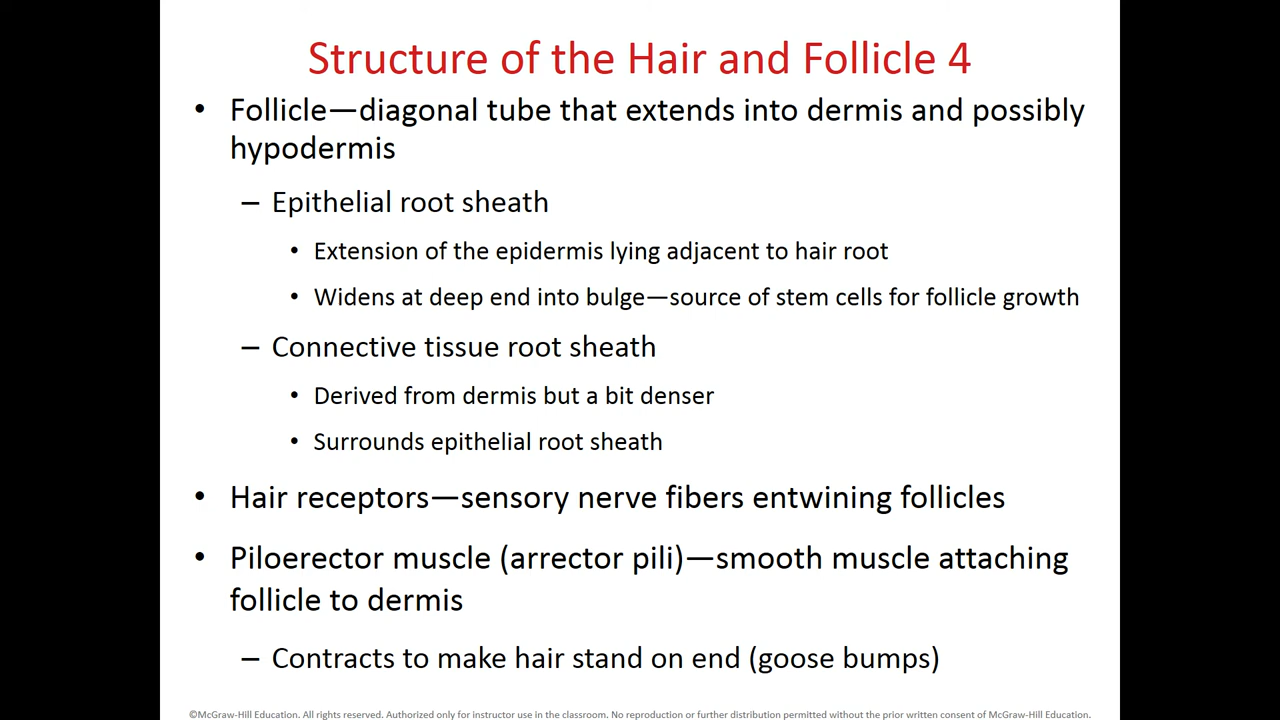 Structure of the Hair and Follicle 4
• Follicle—diagonal tube that extends into dermis and possibly
hypodermis
– Epithelial root sheath
• Extension of the epidermis lying adjacent to hair root
• Widens at deep end into bulge—source of stem cells for follicle growth
– Connective tissue root sheath
• Derived from dermis but a bit denser
• Surrounds epithelial root sheath
• Hair receptors—sensory nerve fibers entwining follicles
• Piloerector muscle (arrector pili)—smooth muscle attaching
follicle to dermis
– Contracts to make hair stand on end (goose bumps)
©McGraw-Hill Education. All rights reserved. Authorized only for instructor use in the classroom. No reproduction or further distribution permitted without the prior written consent of McGraw-Hill Education.